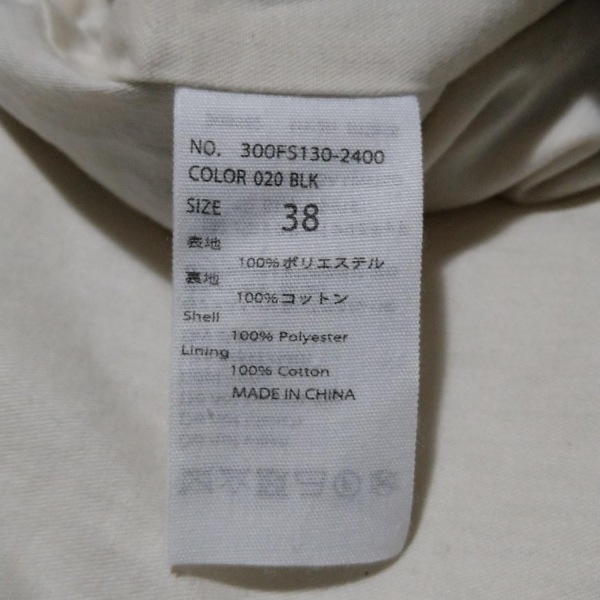 NO. 300FS130-2400
COLOR 020 BLK
SIZE 38
表地
100%ポリエステル
裏地
100%コットン
Shell
100% Polyester
Lining
100% Cotton
MADE IN CHINA